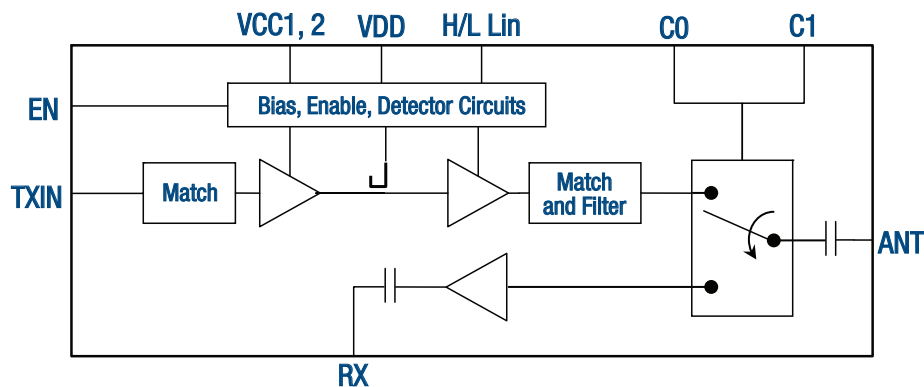 VCC1, 2
VDD
H/L Lin
C0
C1
EN
Bias, Enable, Detector Circuits
TXIN
Match
Match
and Filter
ANT
RX